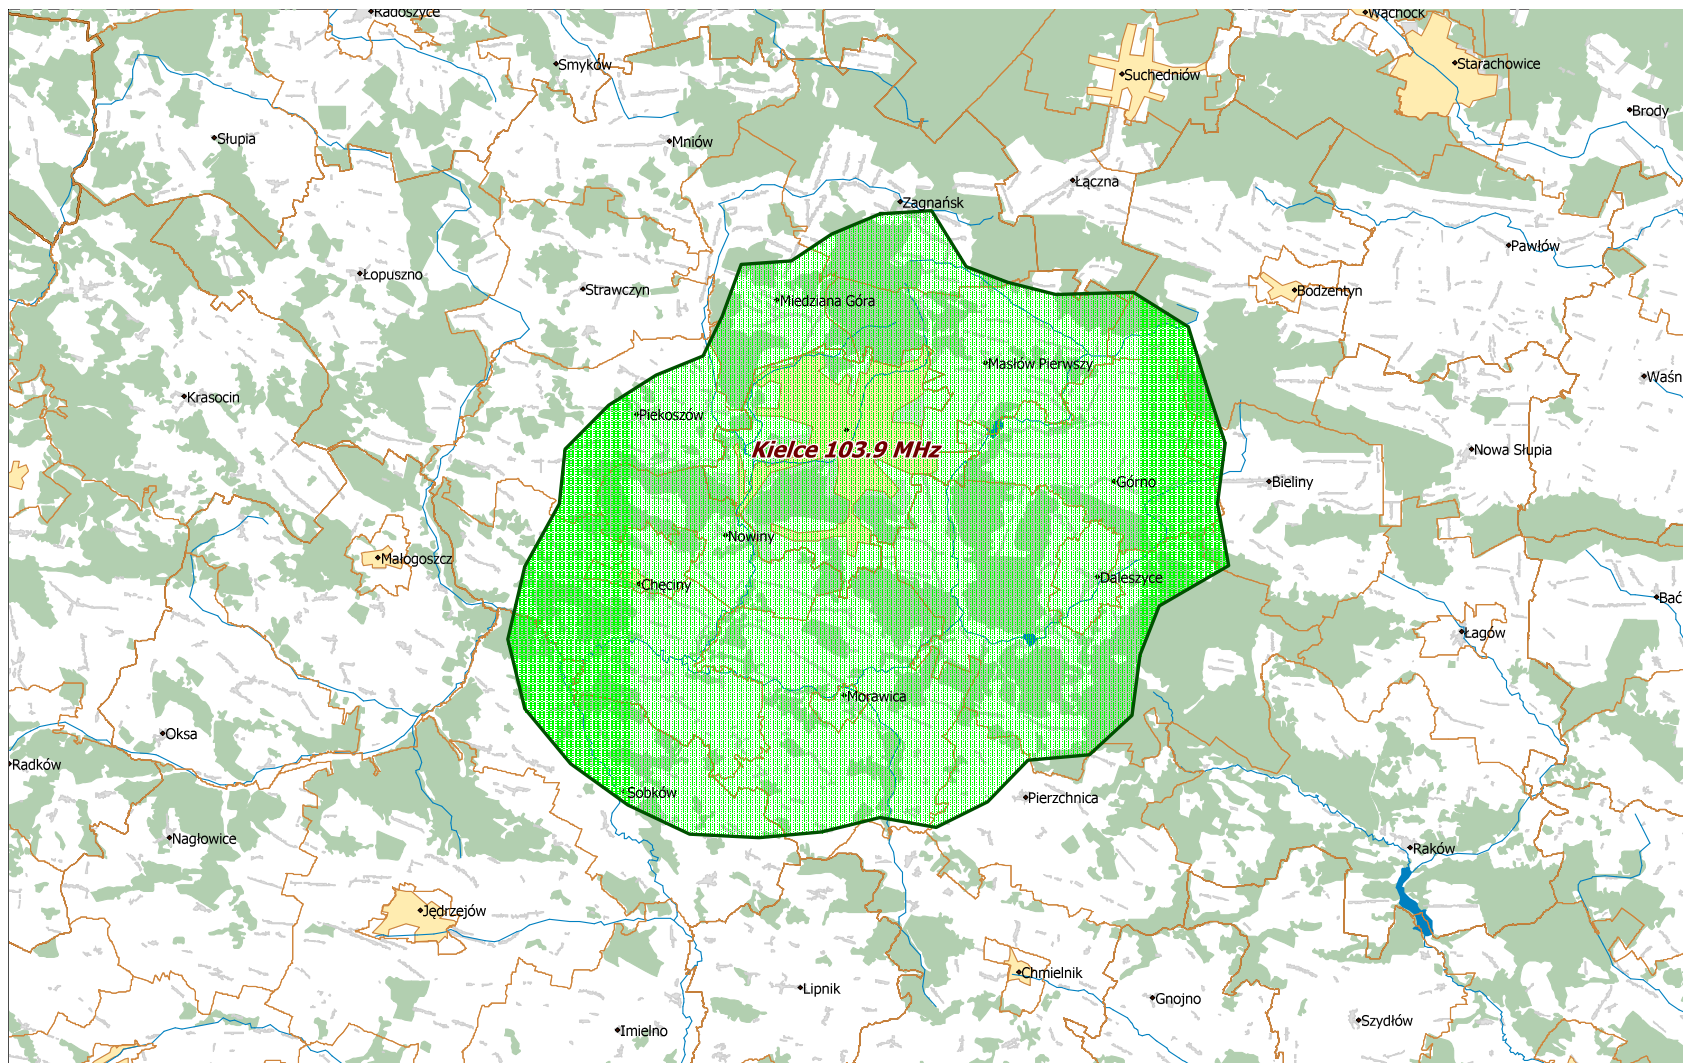 Radoszyce
Wąchock
Smyków
Suchedniów
Starachowice
Brody
Słupia
Mniów
Łączna
Zagnańsk
Pawłów
Łopuszno
Strawczyn
Miedziana Góra
Bodzentyn
Masłów Pierwszy
Waśn
Krasocin
Piekoszów
Kielce 103.9 MHz
Nowa Słupia
Górno
Bieliny
Nowiny
Małogoszcz
Chęciny
Daleszyce
Bać
Łagów
Morawica
Oksa
Radków
Sobków
Pierzchnica
Nagłowice
Raków
Jędrzejów
Chmielnik
Lipnik
Gnojno
Imielno
Szydłów